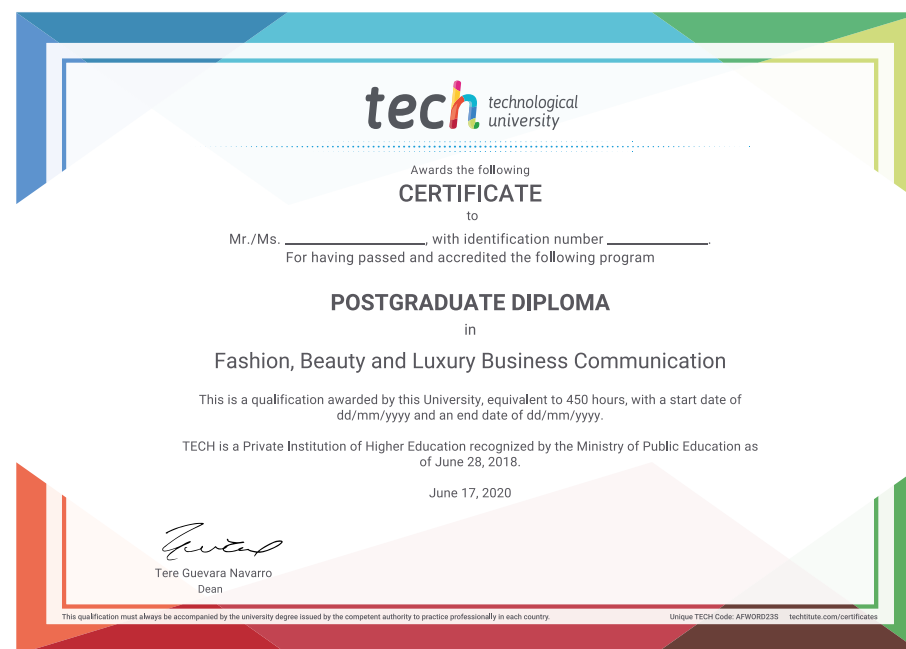 tech technological
university
Awards the following
CERTIFICATE
to
Mr./Ms. ____________________, with identification number ______________.
For having passed and accredited the following program
POSTGRADUATE DIPLOMA
in
Fashion, Beauty and Luxury Business Communication
This is a qualification awarded by this University, equivalent to 450 hours, with a start date of
dd/mm/yyyy and an end date of dd/mm/yyyy.
TECH is a Private Institution of Higher Education recognized by the Ministry of Public Education as
of June 28, 2018.
June 17, 2020
Tere Guevara Navarro
Dean
This qualification must always be accompanied by the university degree issued by the competent authority to practice professionally in each country.
Unique TECH Code: AFWORD23S techtitute.com/certificates